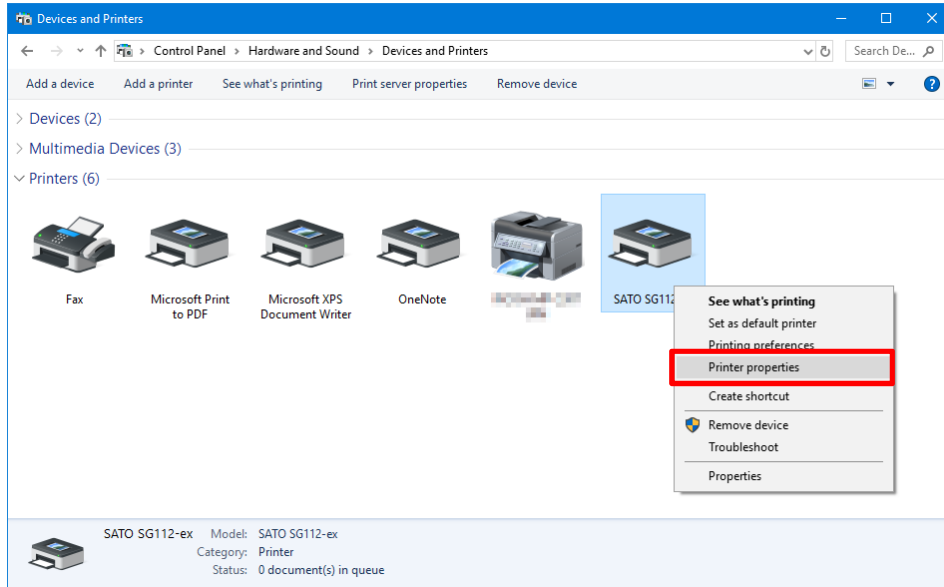 Devices and Printers
Control Panel > Hardware and Sound > Devices and Printers
Search De...
Add a device Add a printer See what's printing Print server properties Remove device
Devices (2)
Multimedia Devices (3)
Printers (6)
Fax
Microsoft Print
to PDF
Microsoft XPS
Document Writer
OneNote
SATO SG112
See what's printing
Set as default printer
Printing preferences
Printer properties
Create shortcut
Remove device
Troubleshoot
Properties
SATO SG112-ex Model: SATO SG112-ex
Category: Printer
Status: 0 document(s) in queue